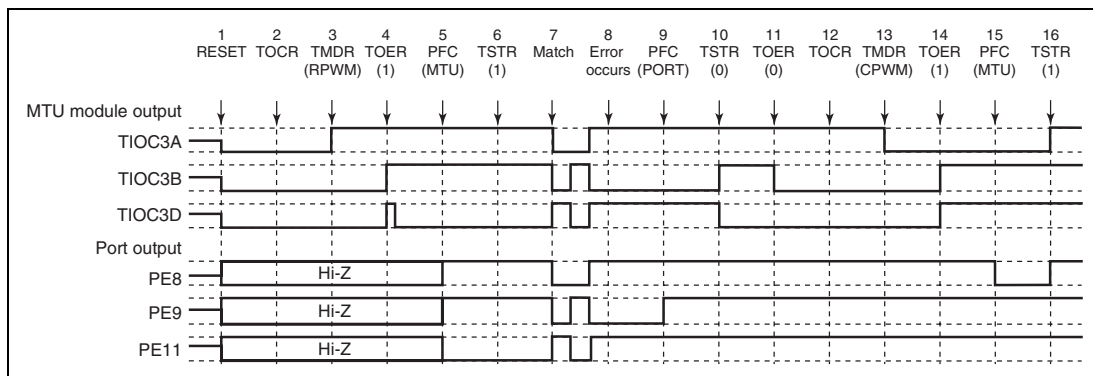 1 2 3 4 5 6 7 8 9 10 11 12 13 14 15 16
RESET TOCR TMDR TOER PFC TSTR Match Error PFC TSTR TOER TOCR TMDR TOER PFC TSTR
(RPWM) (1) (MTU) (1) occurs (PORT) (0) (0) (CPWM) (1) (MTU) (1)
MTU module output
TIOC3A
TIOC3B
TIOC3D
Port output
PE8 Hi-Z
PE9 Hi-Z
PE11 Hi-Z